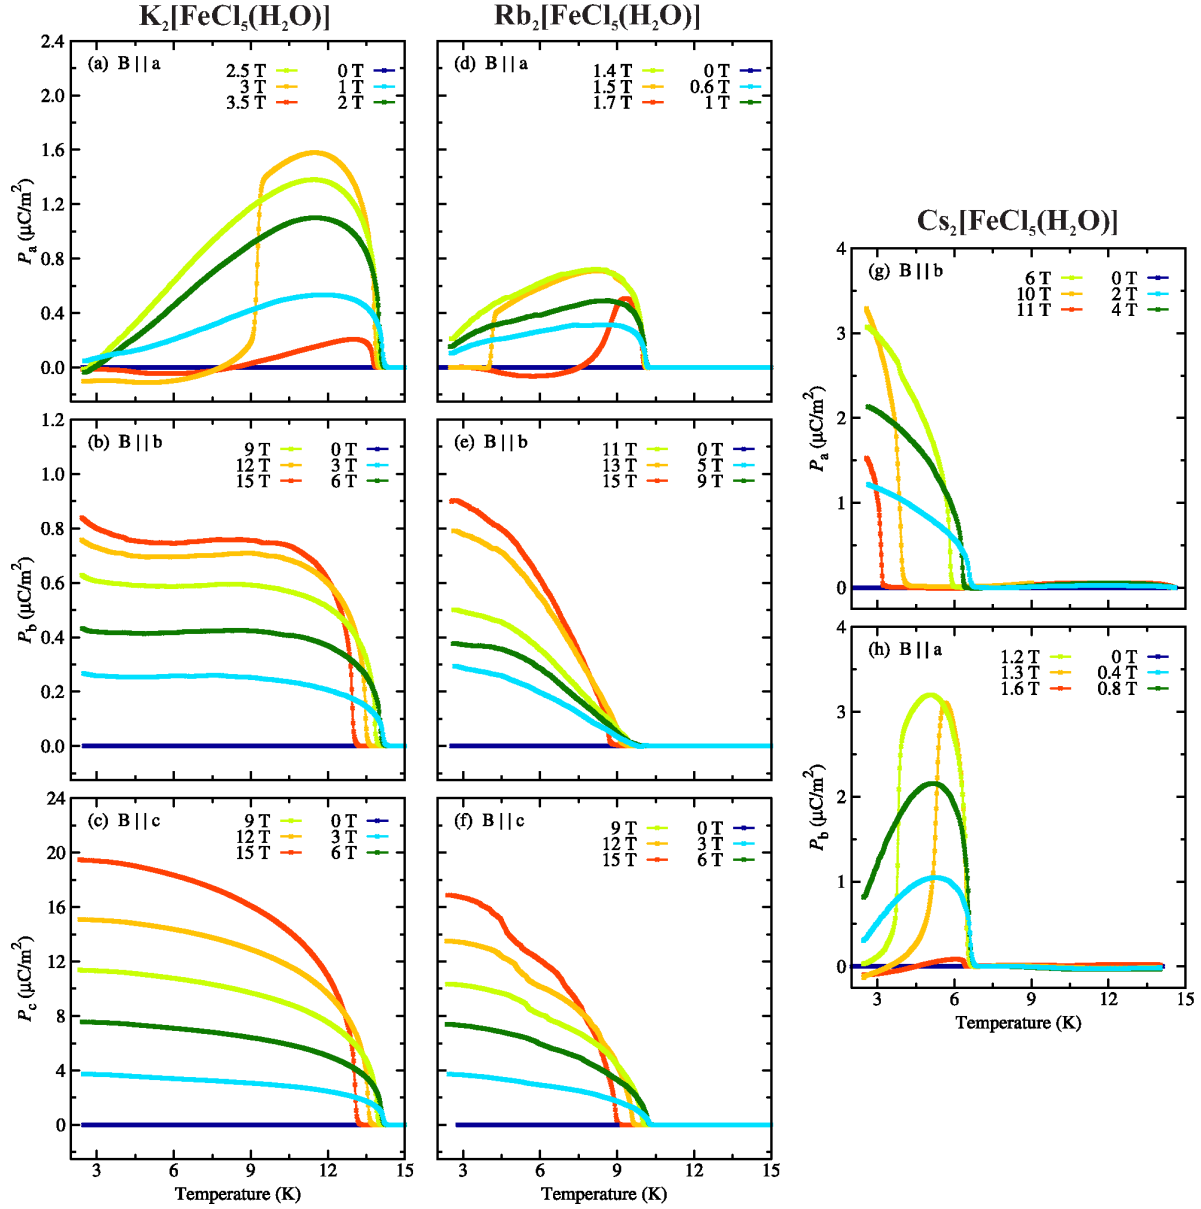 K₂[FeCl₅(H₂O)]
Rb₂[FeCl₅(H₂O)]
(a) B || a
2.5 T 0 T
3 T 1 T
3.5 T 2 T
2.4
2.0
1.6
1.2
0.8
0.4
0.0
Pₐ (μC/m²)
(d) B || a
1.4 T 0 T
1.5 T 0.6 T
1.7 T 1 T
(b) B || b
9 T 0 T
12 T 3 T
15 T 6 T
1.2
1.0
0.8
0.6
0.4
0.2
0.0
P_b (μC/m²)
(e) B || b
11 T 0 T
13 T 5 T
15 T 9 T
(c) B || c
9 T 0 T
12 T 3 T
15 T 6 T
24
20
16
12
8
4
0
P_c (μC/m²)
3 6 9 12 15
Temperature (K)
(f) B || c
9 T 0 T
12 T 3 T
15 T 6 T
3 6 9 12 15
Temperature (K)
Cs₂[FeCl₅(H₂O)]
(g) B || b
6 T 0 T
10 T 2 T
11 T 4 T
4
3
2
1
0
Pₐ (μC/m²)
(h) B || a
1.2 T 0 T
1.3 T 0.4 T
1.6 T 0.8 T
4
3
2
1
0
P_b (μC/m²)
3 6 9 12 15
Temperature (K)